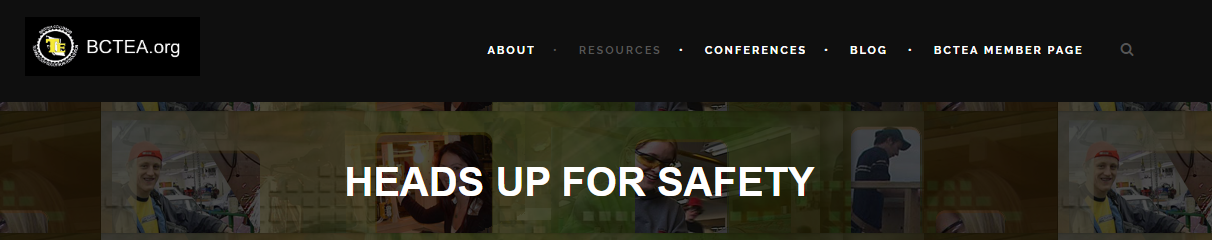 BCTEA.org
ABOUT · RESOURCES · CONFERENCES · BLOG · BCTEA MEMBER PAGE
HEADS UP FOR SAFETY